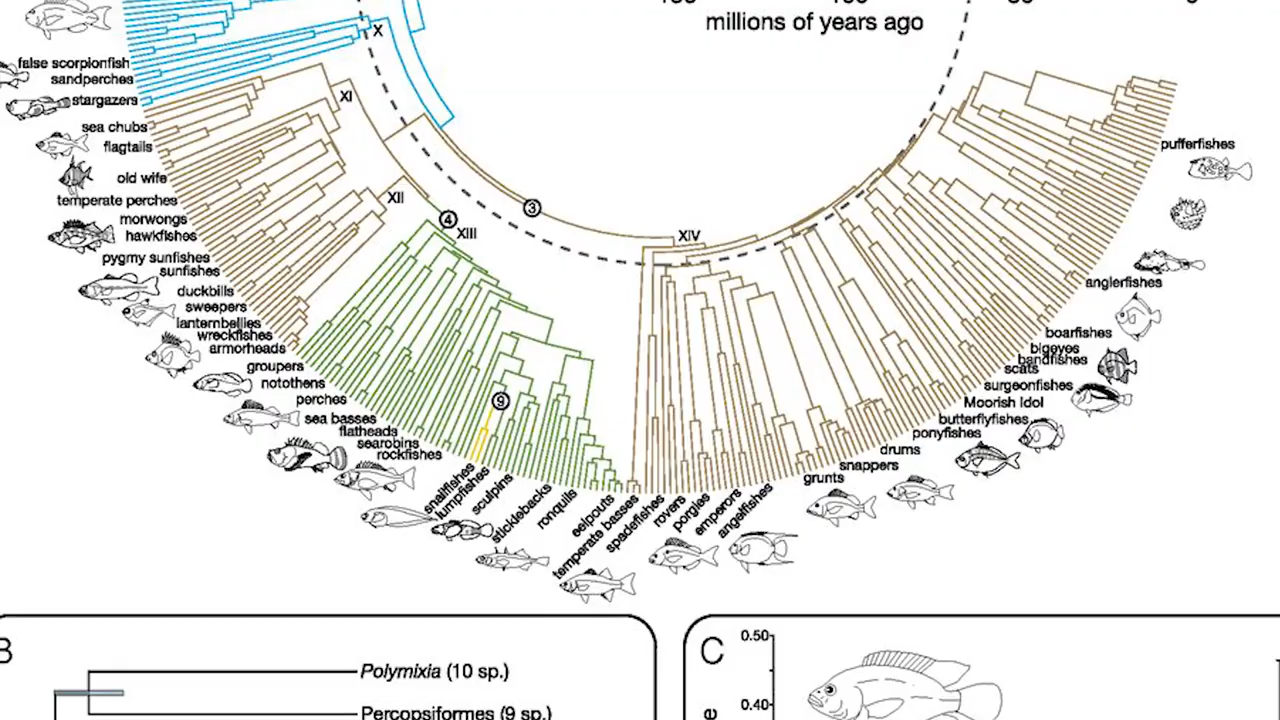 millions of years ago
X
false scorpionfish
sandperches
stargazers
XI
sea chubs
flagtails
old wife
temperate perches
morwongs
hawkfishes
pygmy sunfishes
sunfishes
duckbills
sweepers
lanternbellies
wreckfishes
armorheads
groupers
notothens
perches
sea basses
flatheads
searobins
rockfishes
snailfishes
lumpfishes
sculpins
sticklebacks
ronquils
eelpouts
temperate basses
spadefishes
rovers
porgies
emperors
angelfishes
grunts
snappers
drums
ponyfishes
butterflyfishes
Moorish Idol
surgeonfishes
scats
bandfishes
bigeyes
boarfishes
anglerfishes
pufferfishes
XII
4
XIII
3
XIV
9
B
Polymixia (10 sp.)
Percopsiformes (9 sp.)
C
0.50
0.40